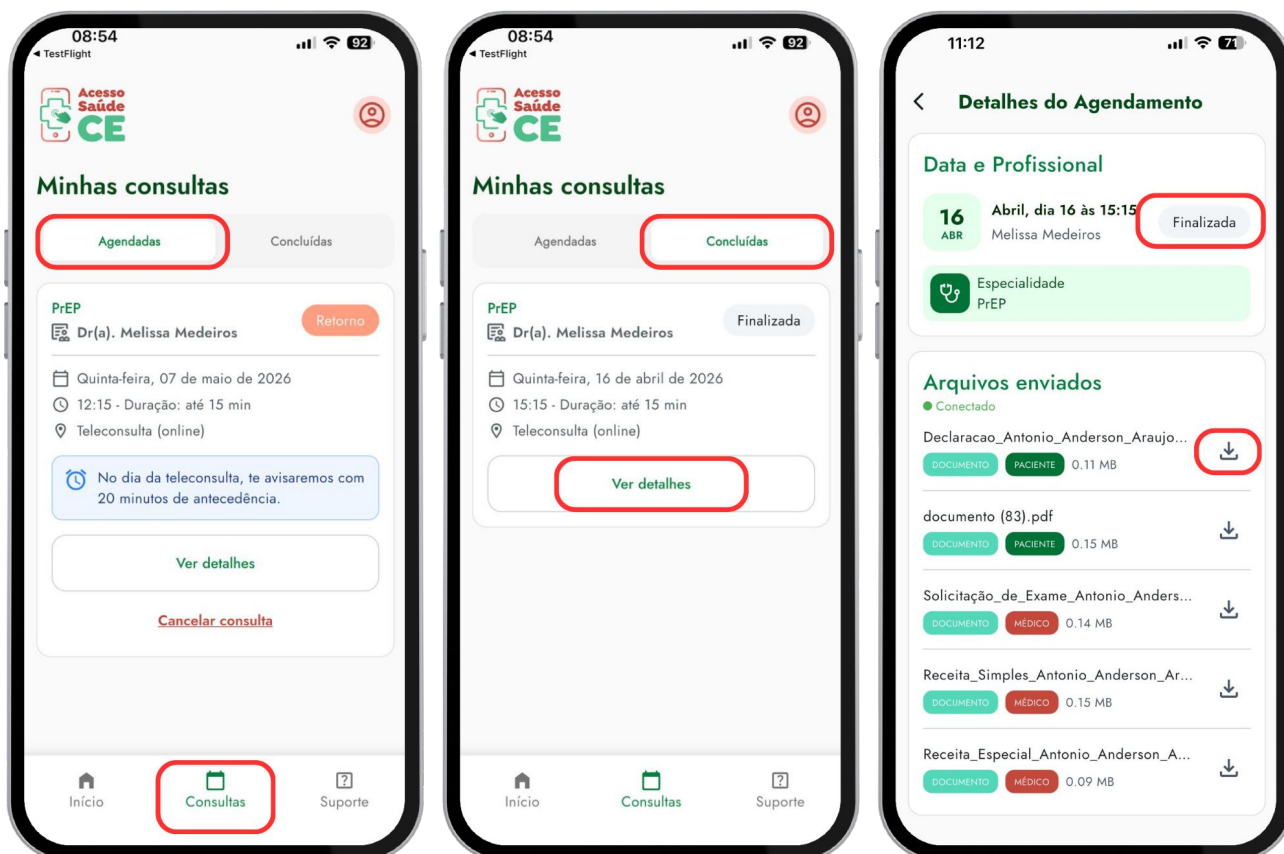 08:54
TestFlight
92
Acesso
Saúde
CE
Minhas consultas
Agendadas
Concluídas
PrEP
Dr(a). Melissa Medeiros
Retorno
Quinta-feira, 07 de maio de 2026
12:15 - Duração: até 15 min
Teleconsulta (online)
No dia da teleconsulta, te avisaremos com
20 minutos de antecedência.
Ver detalhes
Cancelar consulta
Início
Consultas
Suporte
08:54
TestFlight
92
Acesso
Saúde
CE
Minhas consultas
Agendadas
Concluídas
PrEP
Dr(a). Melissa Medeiros
Finalizada
Quinta-feira, 16 de abril de 2026
15:15 - Duração: até 15 min
Teleconsulta (online)
Ver detalhes
Início
Consultas
Suporte
11:12
71
Detalhes do Agendamento
Data e Profissional
16
ABR
Abril, dia 16 às 15:15
Melissa Medeiros
Finalizada
Especialidade
PrEP
Arquivos enviados
Conectado
Declaracao_Antonio_Anderson_Araujo...
DOCUMENTO PACIENTE 0.11 MB
documento (83).pdf
DOCUMENTO PACIENTE 0.15 MB
Solicitação_de_Exame_Antonio_Anders...
DOCUMENTO MÉDICO 0.14 MB
Receita_Simples_Antonio_Anderson_Ar...
DOCUMENTO MÉDICO 0.15 MB
Receita_Especial_Antonio_Anderson_A...
DOCUMENTO MÉDICO 0.09 MB